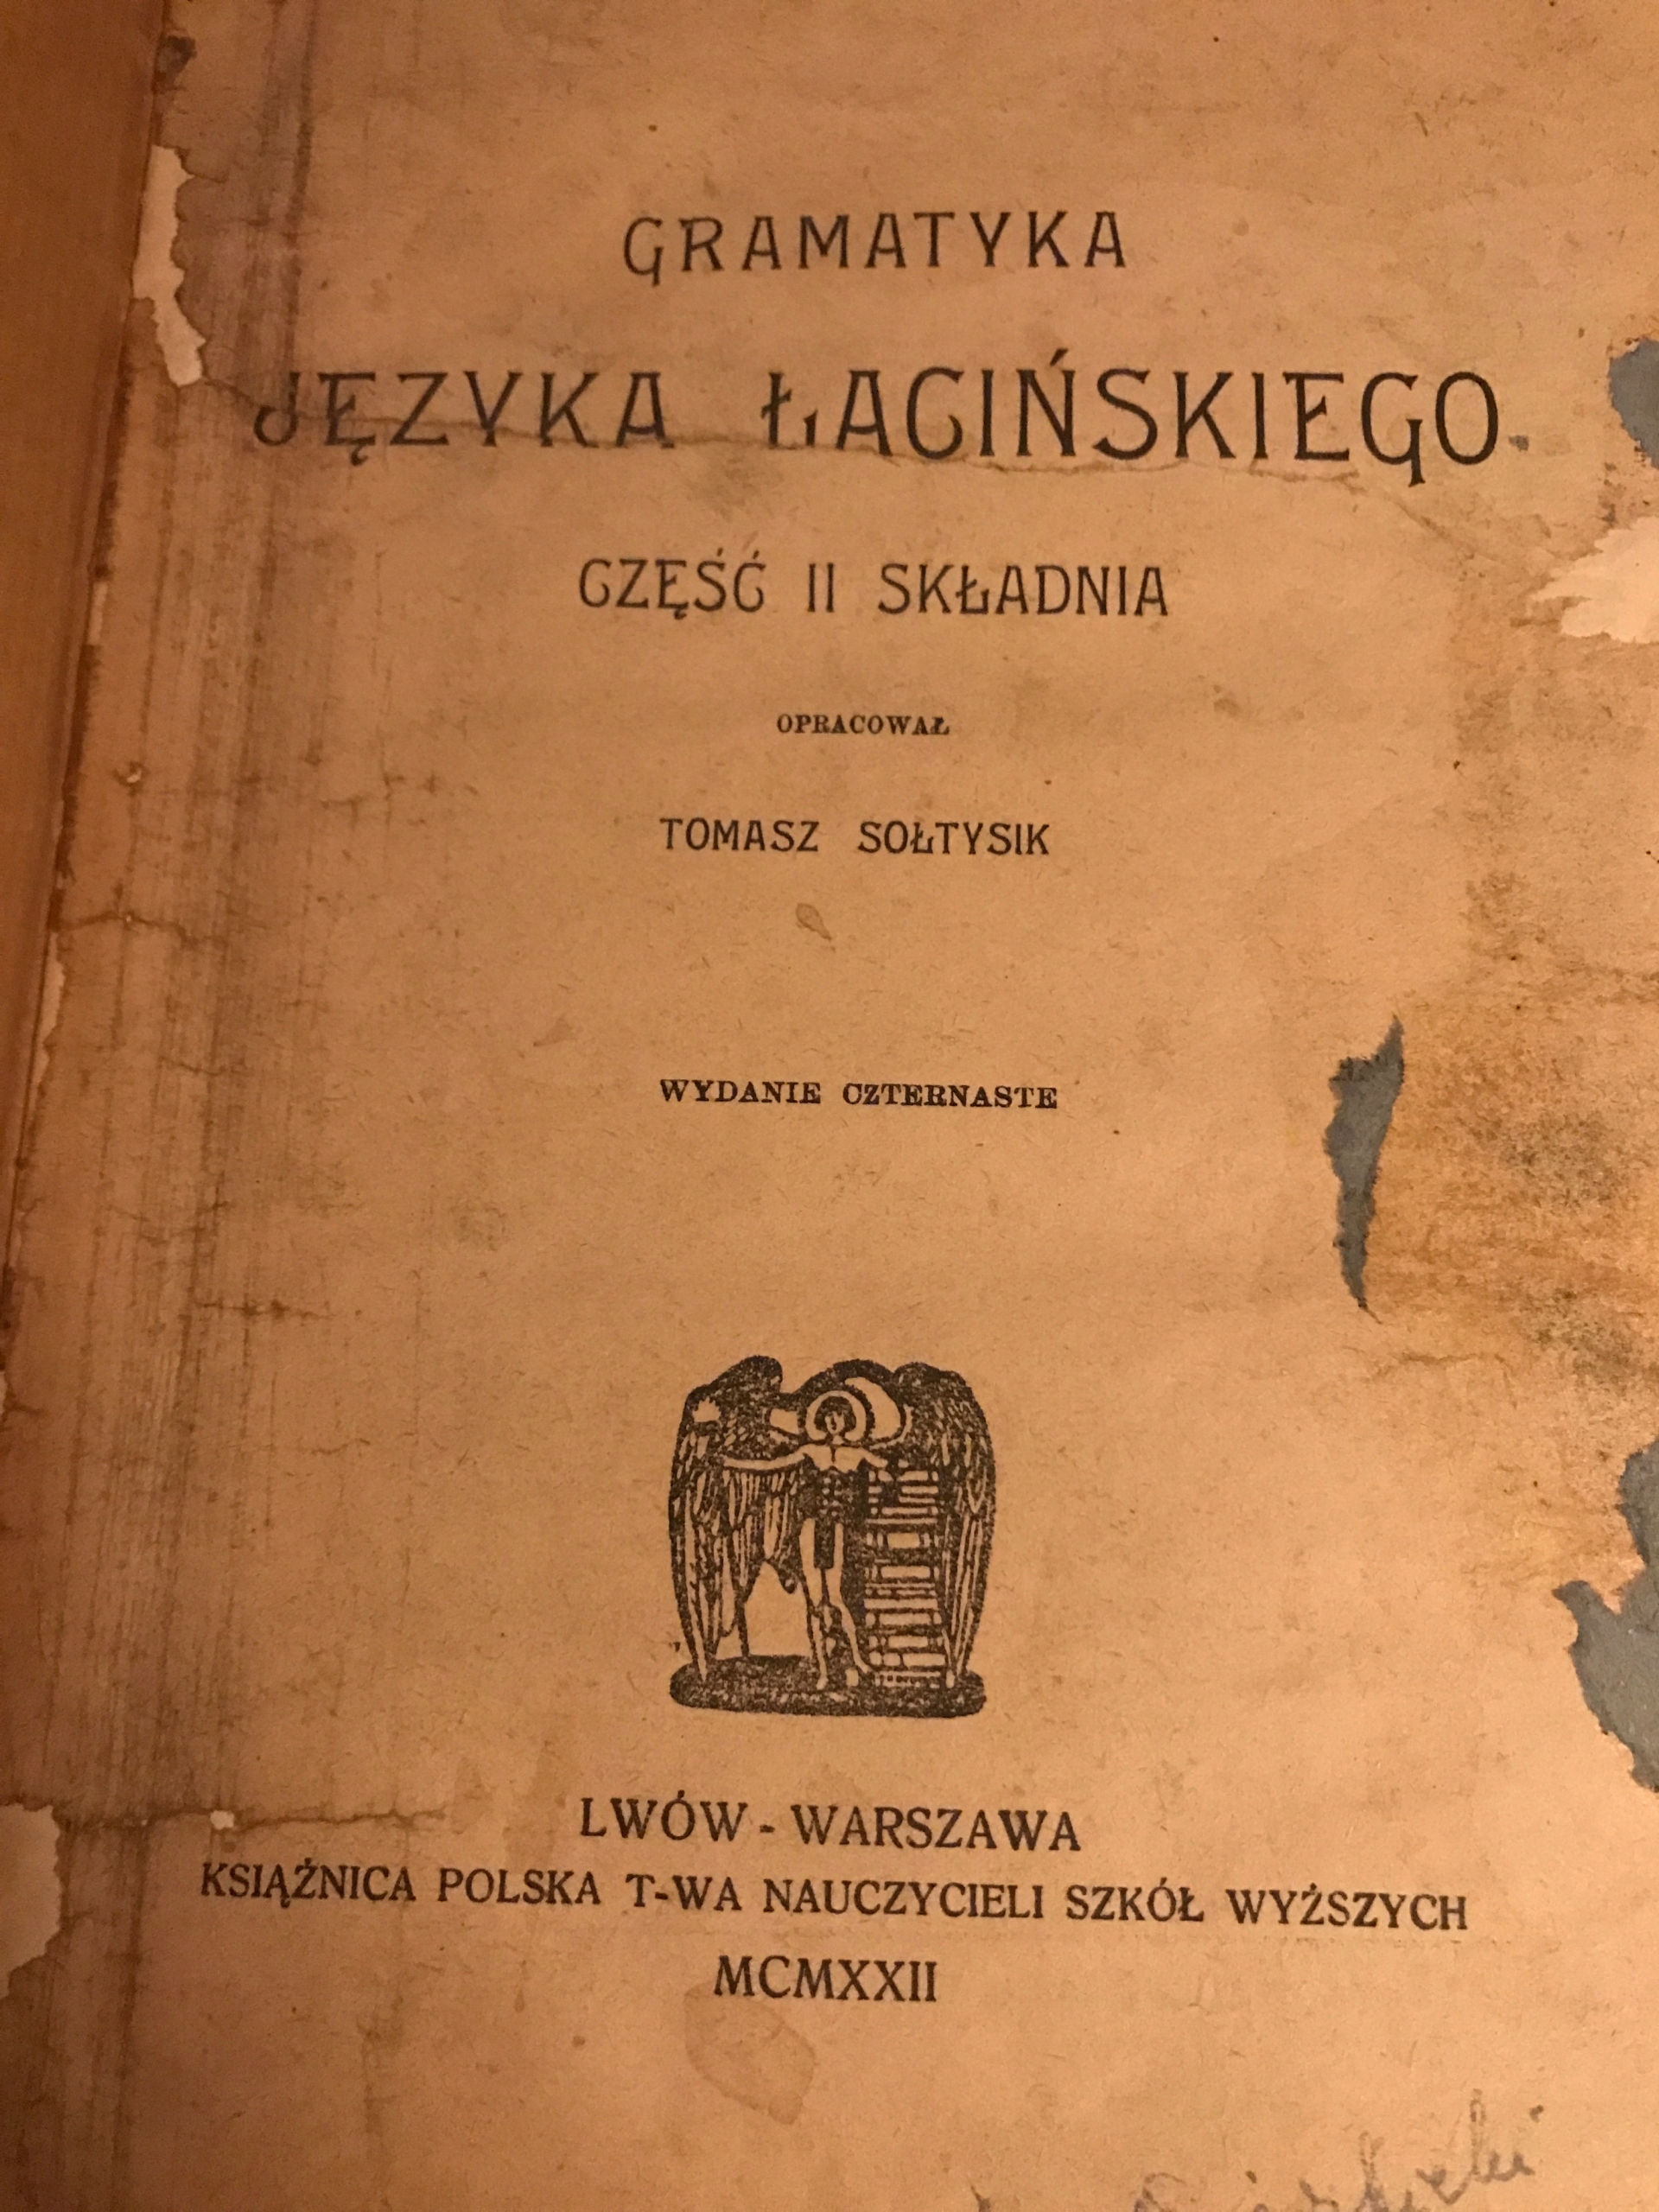 GRAMATYKA
JĘZYKA ŁACIŃSKIEGO.
CZĘŚĆ II SKŁADNIA
OPRACOWAŁ
TOMASZ SOŁTYSIK
WYDANIE CZTERNASTE
LWÓW - WARSZAWA
KSIĄŻNICA POLSKA T-WA NAUCZYCIELI SZKÓŁ WYŻSZYCH
MCMXXII